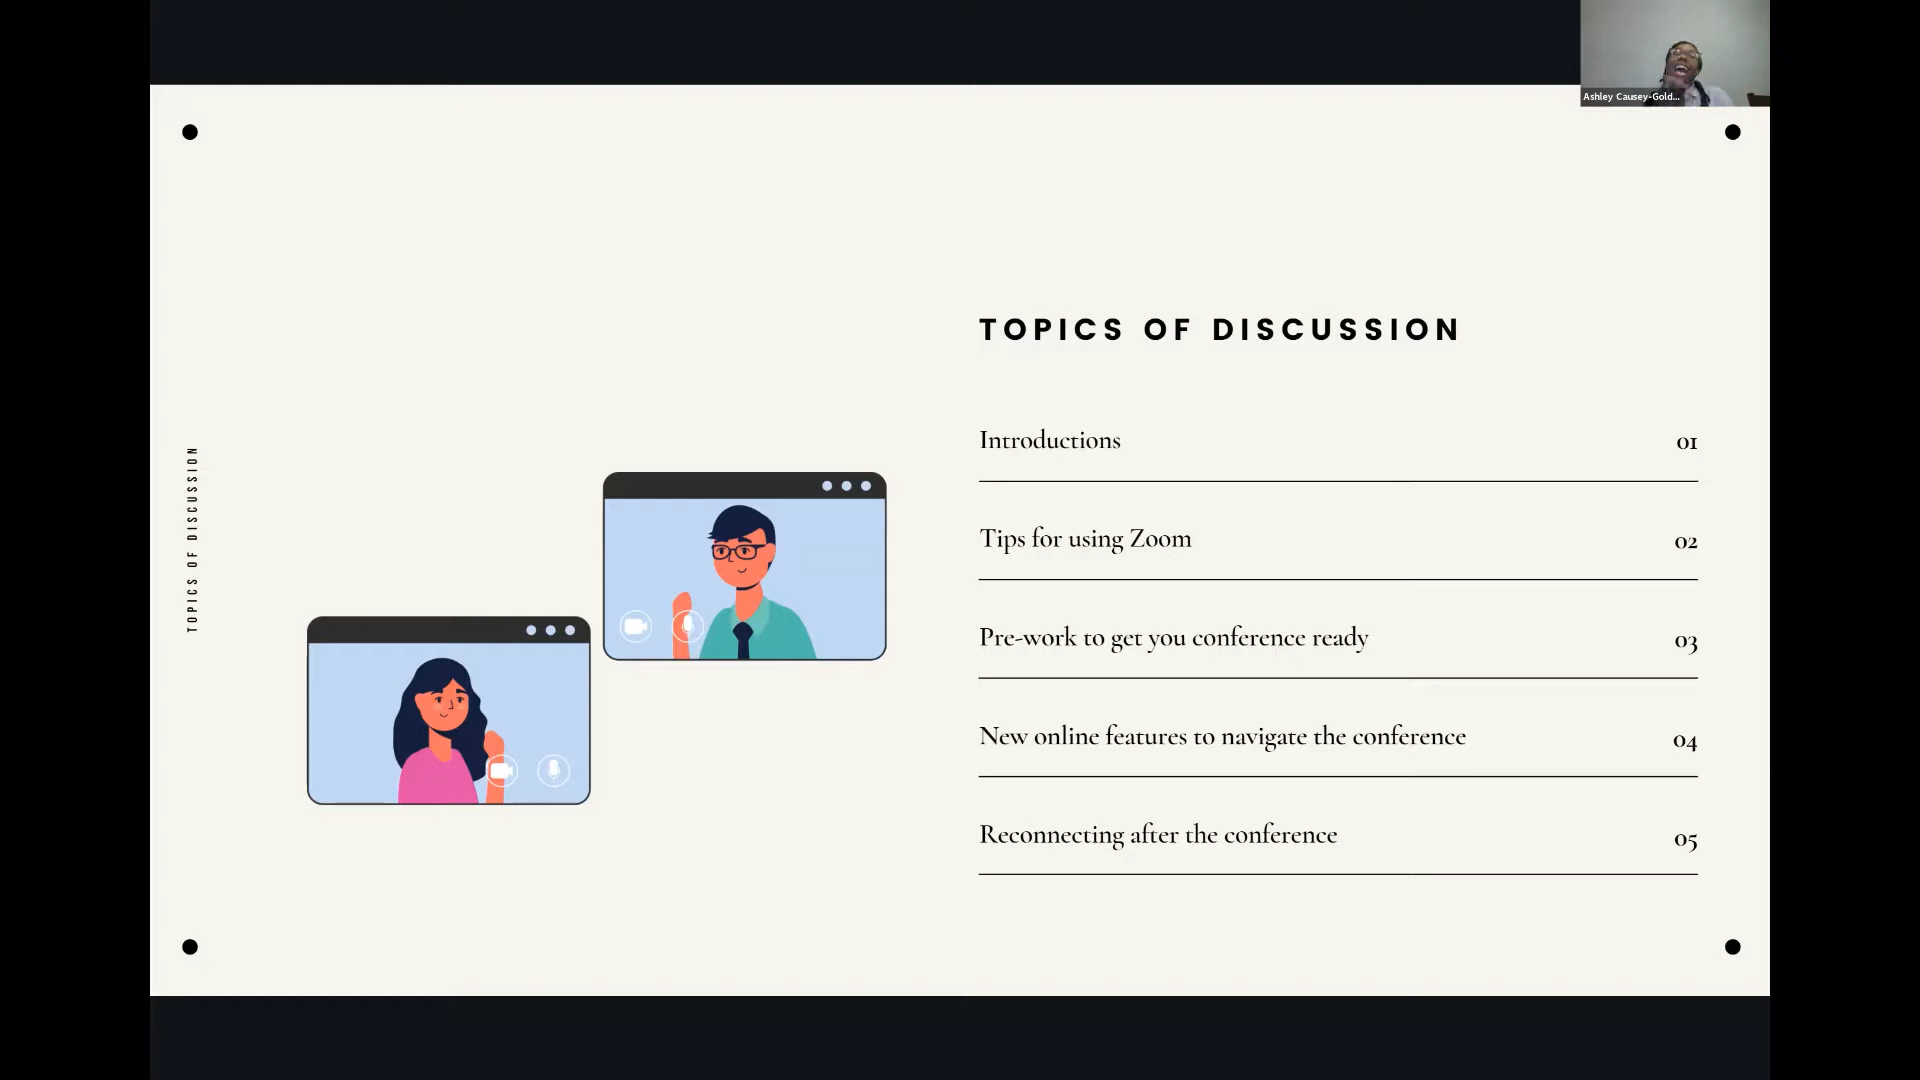 Ashley Causey-Gold...
TOPICS OF DISCUSSION
TOPICS OF DISCUSSION
Introductions 01
Tips for using Zoom 02
Pre-work to get you conference ready 03
New online features to navigate the conference 04
Reconnecting after the conference 05